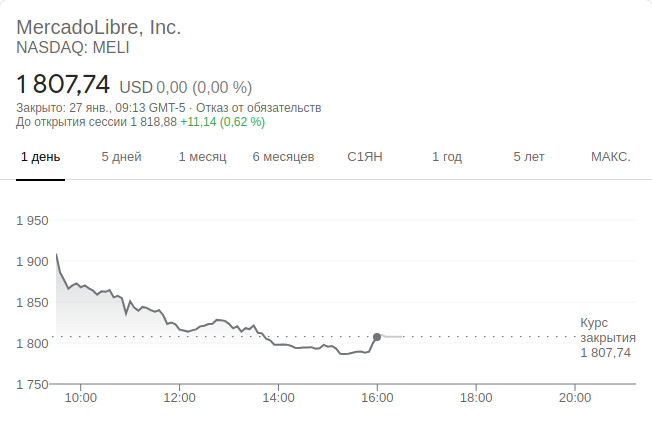 MercadoLibre, Inc.
NASDAQ: MELI
1 807,74 USD 0,00 (0,00 %)
Закрыто: 27 янв., 09:13 GMT-5 · Отказ от обязательств
До открытия сессии 1 818,88 +11,14 (0,62 %)
1 день 5 дней 1 месяц 6 месяцев С1ЯН 1 год 5 лет МАКС.
1 950
1 900
1 850
1 800
1 750
Курс
закрытия
1 807,74
10:00 12:00 14:00 16:00 18:00 20:00